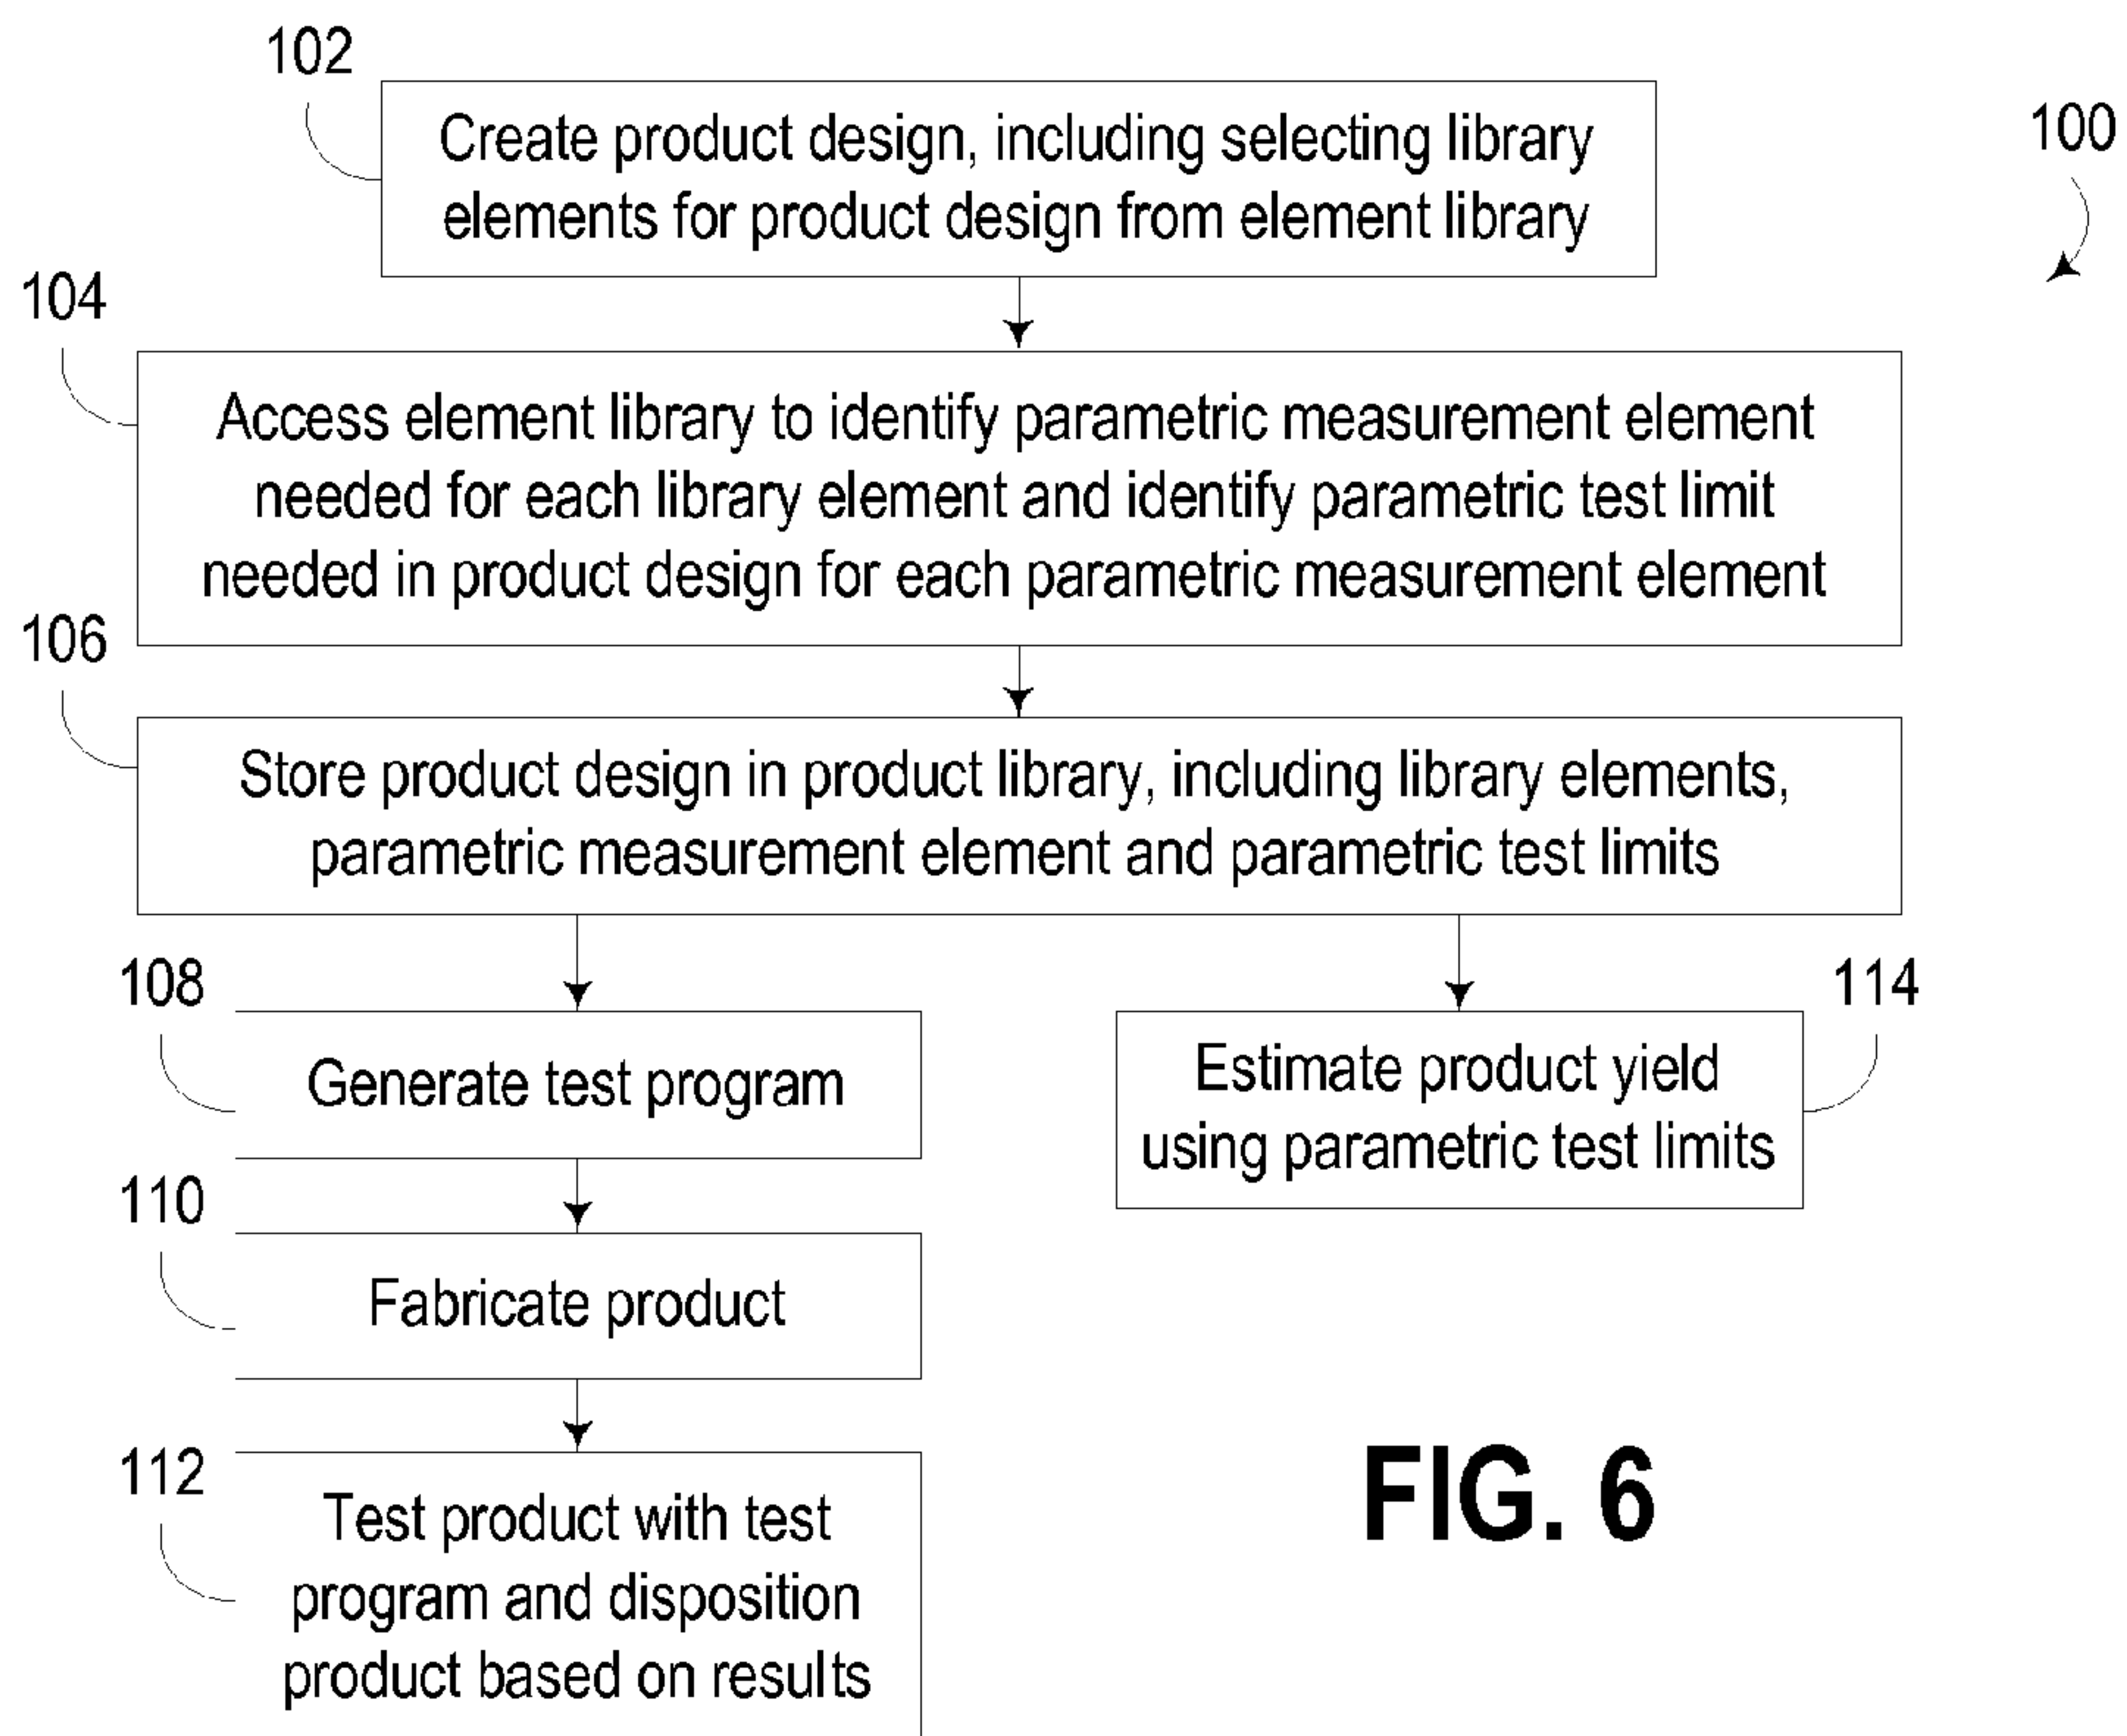 102
Create product design, including selecting library
elements for product design from element library
100
104
Access element library to identify parametric measurement element
needed for each library element and identify parametric test limit
needed in product design for each parametric measurement element
106
Store product design in product library, including library elements,
parametric measurement element and parametric test limits
108
Generate test program
114
Estimate product yield
using parametric test limits
110
Fabricate product
112
Test product with test
program and disposition
product based on results
FIG. 6